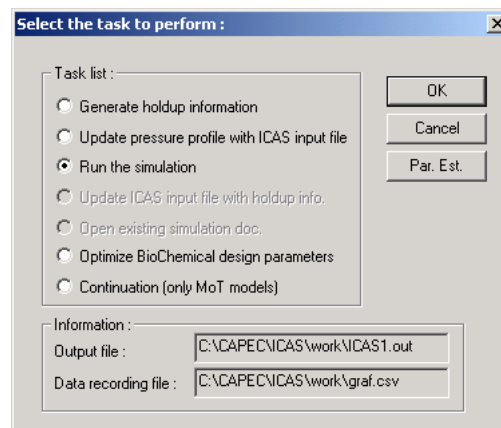 Select the task to perform :
Task list :
Generate holdup information
Update pressure profile with ICAS input file
Run the simulation
Update ICAS input file with holdup info.
Open existing simulation doc.
Optimize BioChemical design parameters
Continuation (only MoT models)
OK
Cancel
Par. Est.
Information :
Output file : C:\CAPEC\ICAS\work\ICAS1.out
Data recording file : C:\CAPEC\ICAS\work\graf.csv